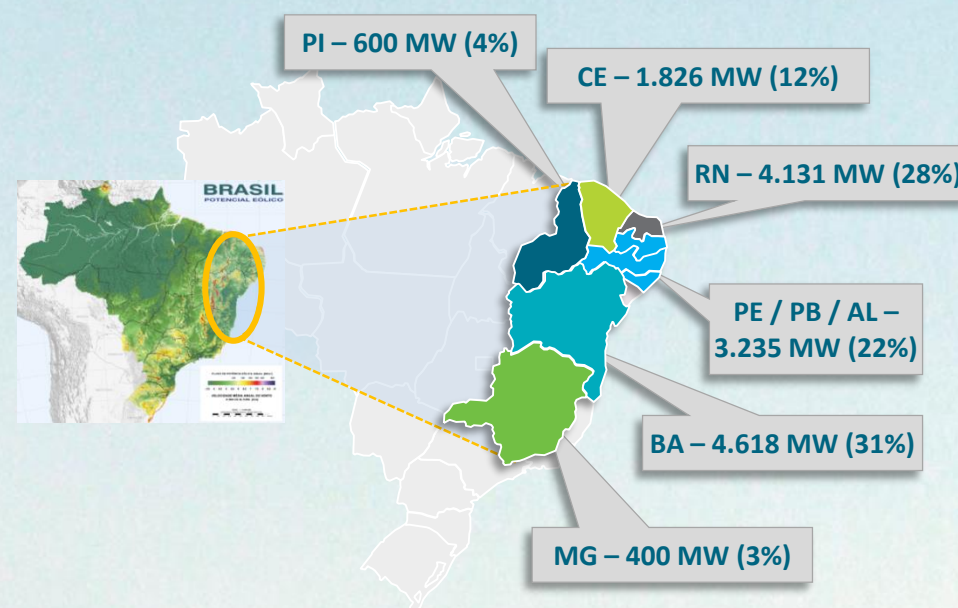 PI – 600 MW (4%)
CE – 1.826 MW (12%)
RN – 4.131 MW (28%)
BRASIL
POTENCIAL EÓLICO
PE / PB / AL –
3.235 MW (22%)
BA – 4.618 MW (31%)
MG – 400 MW (3%)